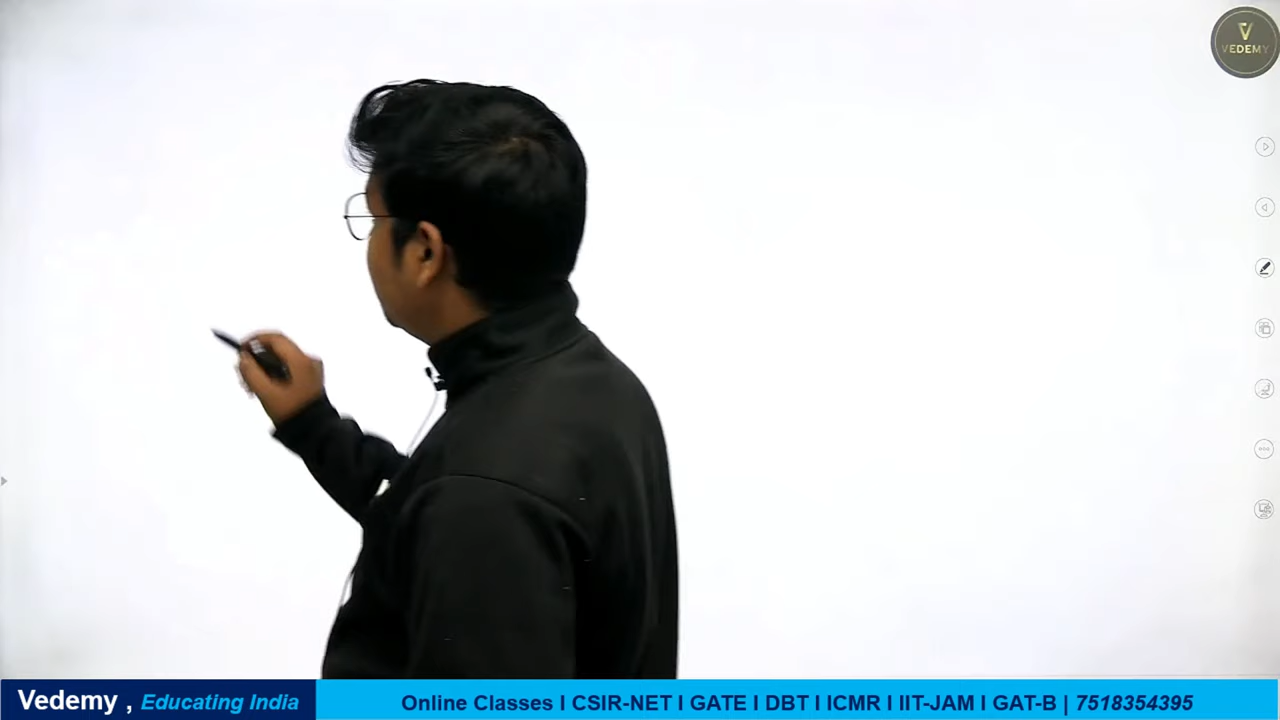 VEDEMY
Vedemy , Educating India
Online Classes I CSIR-NET I GATE I DBT I ICMR I IIT-JAM I GAT-B | 7518354395